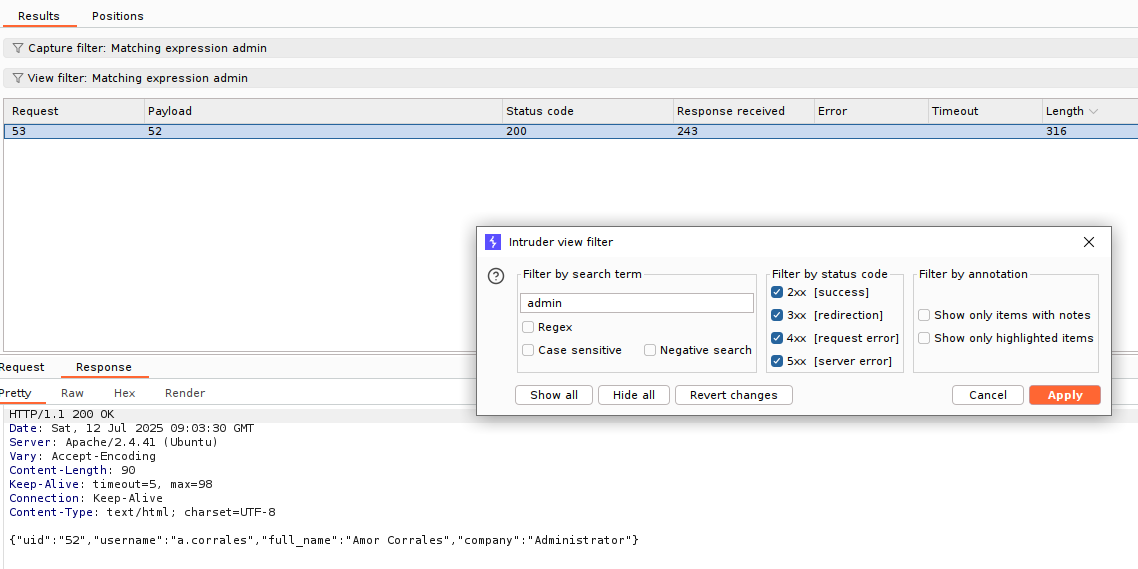 Results Positions
Capture filter: Matching expression admin
View filter: Matching expression admin
Request Payload Status code Response received Error Timeout Length
53 52 200 243 316
Intruder view filter
Filter by search term Filter by status code Filter by annotation
admin 2xx [success]
Regex 3xx [redirection] Show only items with notes
Case sensitive Negative search 4xx [request error] Show only highlighted items
5xx [server error]
Show all Hide all Revert changes Cancel Apply
Request Response
Pretty Raw Hex Render
HTTP/1.1 200 OK
Date: Sat, 12 Jul 2025 09:03:30 GMT
Server: Apache/2.4.41 (Ubuntu)
Vary: Accept-Encoding
Content-Length: 90
Keep-Alive: timeout=5, max=98
Connection: Keep-Alive
Content-Type: text/html; charset=UTF-8
{"uid":"52","username":"a.corrales","full_name":"Amor Corrales","company":"Administrator"}